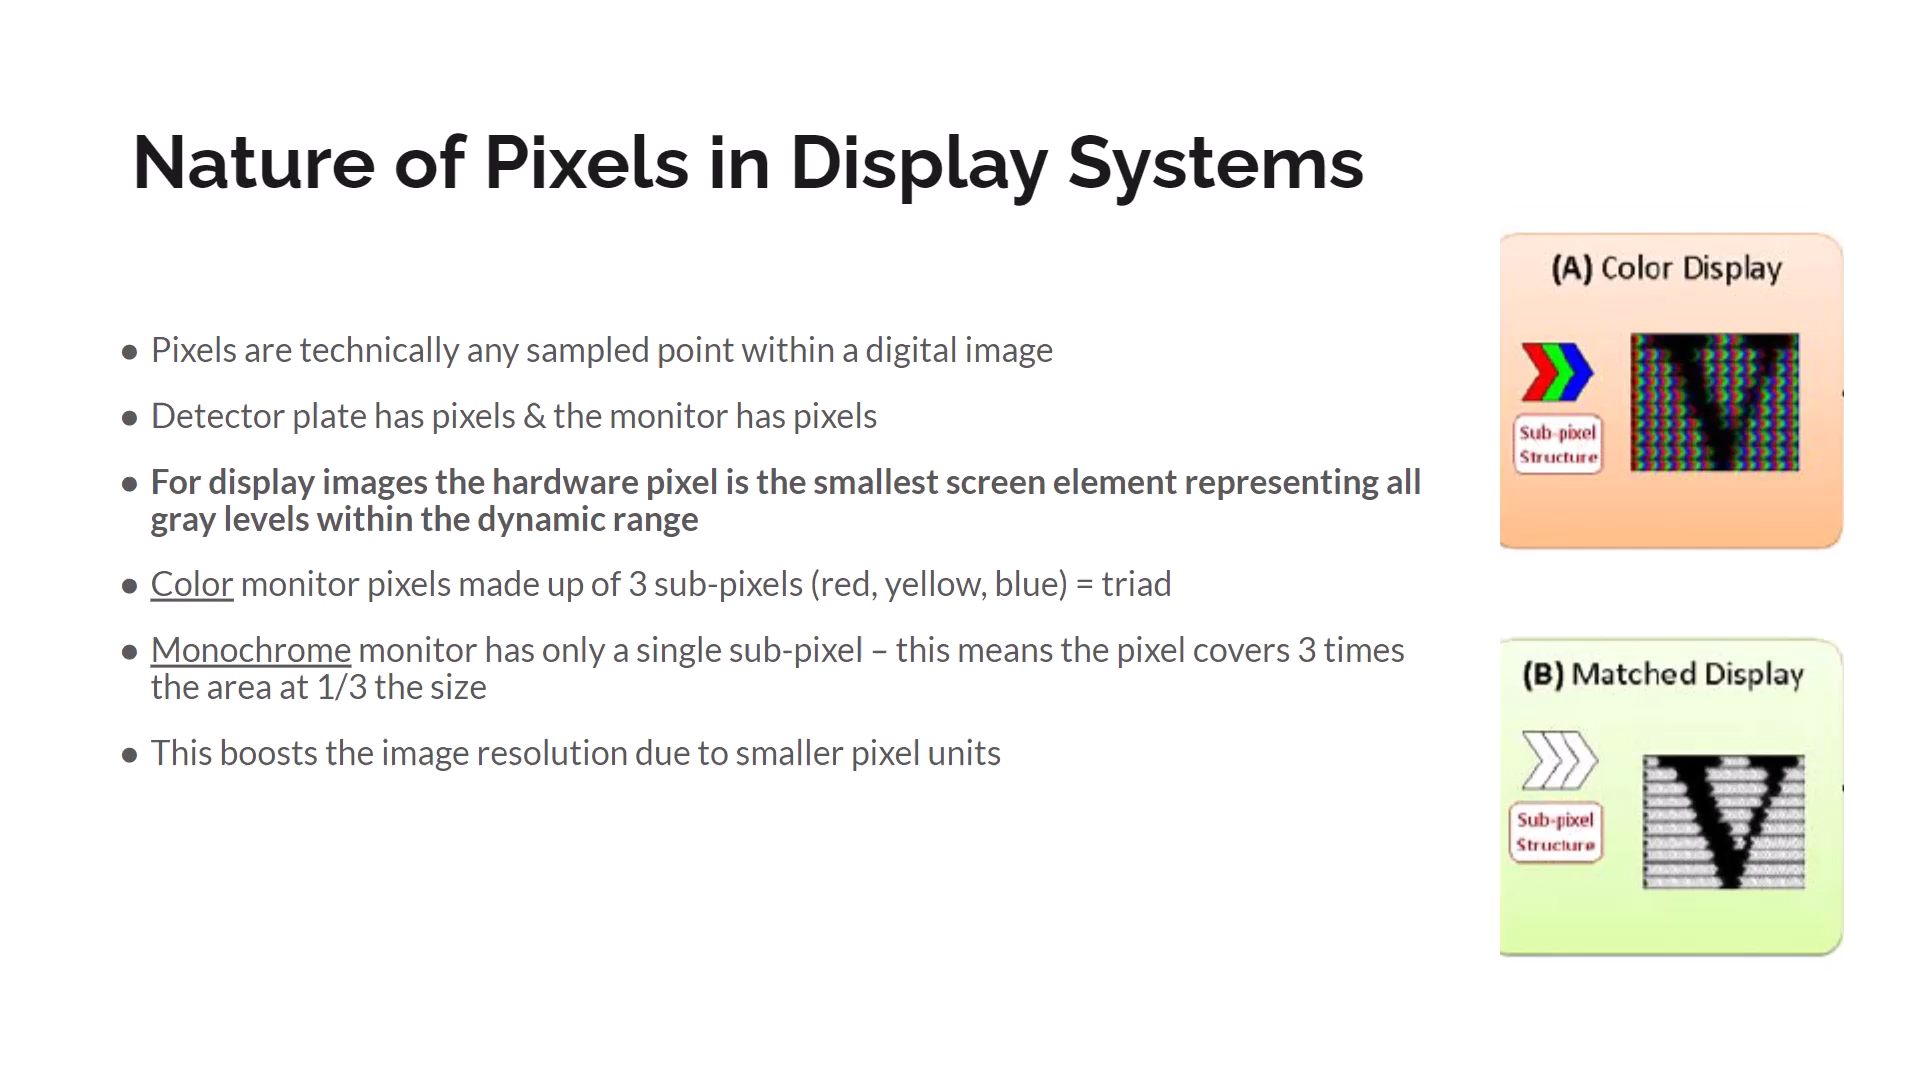 Nature of Pixels in Display Systems
● Pixels are technically any sampled point within a digital image
● Detector plate has pixels & the monitor has pixels
● For display images the hardware pixel is the smallest screen element representing all
gray levels within the dynamic range
● Color monitor pixels made up of 3 sub-pixels (red, yellow, blue) = triad
● Monochrome monitor has only a single sub-pixel – this means the pixel covers 3 times
the area at 1/3 the size
● This boosts the image resolution due to smaller pixel units
(A) Color Display
Sub-pixel
Structure
(B) Matched Display
Sub-pixel
Structure